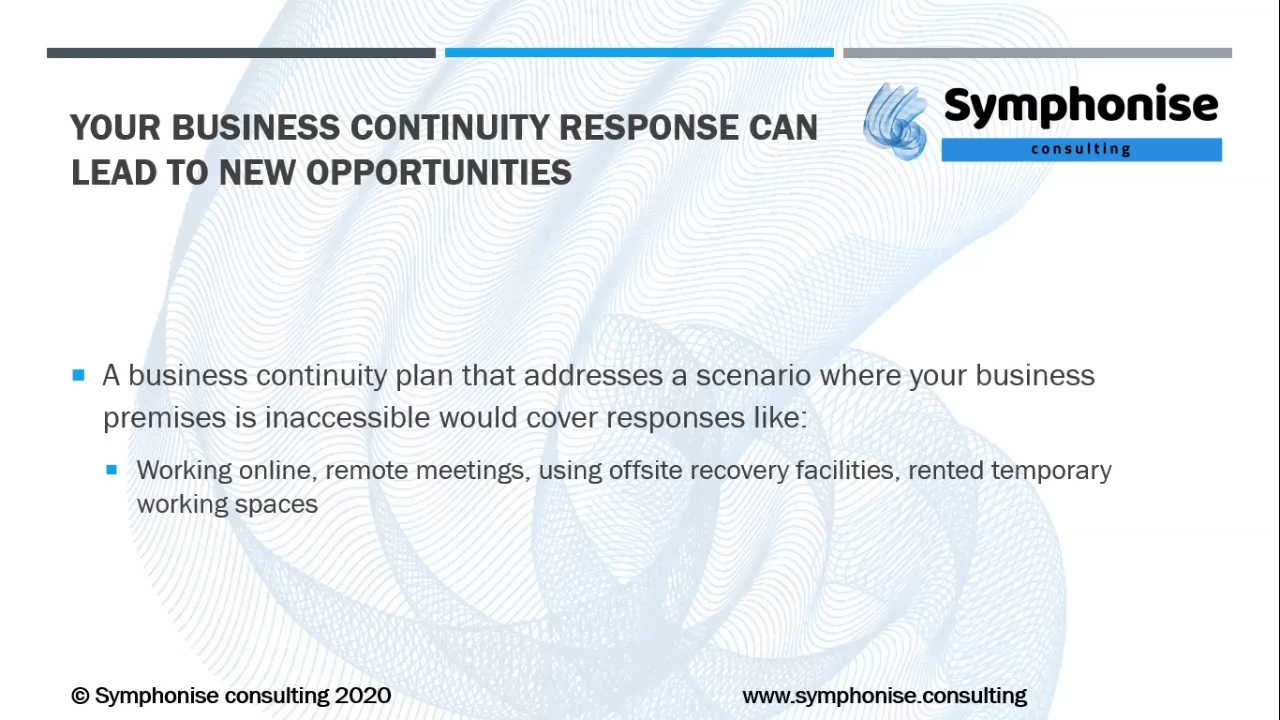 YOUR BUSINESS CONTINUITY RESPONSE CAN
LEAD TO NEW OPPORTUNITIES
Symphonise
consulting
A business continuity plan that addresses a scenario where your business
premises is inaccessible would cover responses like:
Working online, remote meetings, using offsite recovery facilities, rented temporary
working spaces
© Symphonise consulting 2020
www.symphonise.consulting